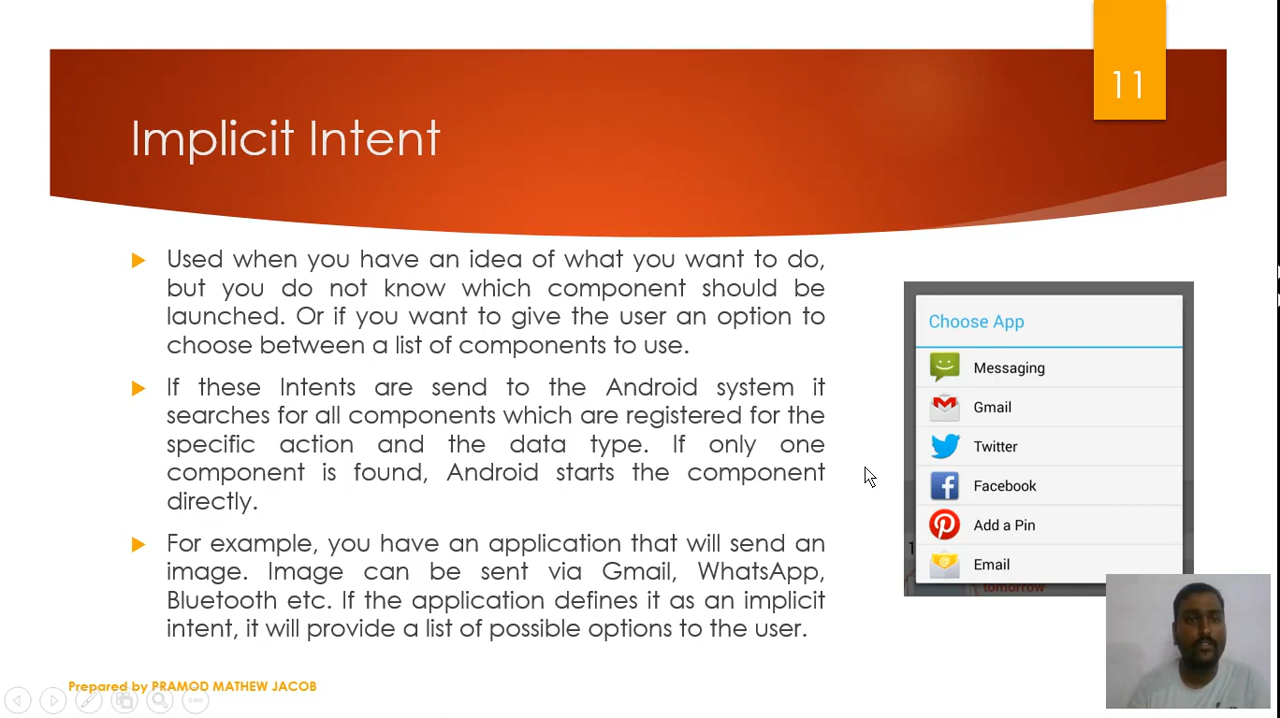 11
Implicit Intent
Used when you have an idea of what you want to do,
but you do not know which component should be
launched. Or if you want to give the user an option to
choose between a list of components to use.
If these Intents are send to the Android system it
searches for all components which are registered for the
specific action and the data type. If only one
component is found, Android starts the component
directly.
For example, you have an application that will send an
image. Image can be sent via Gmail, WhatsApp,
Bluetooth etc. If the application defines it as an implicit
intent, it will provide a list of possible options to the user.
Choose App
Messaging
Gmail
Twitter
Facebook
Add a Pin
Email
1
tomorrow
Prepared by PRAMOD MATHEW JACOB